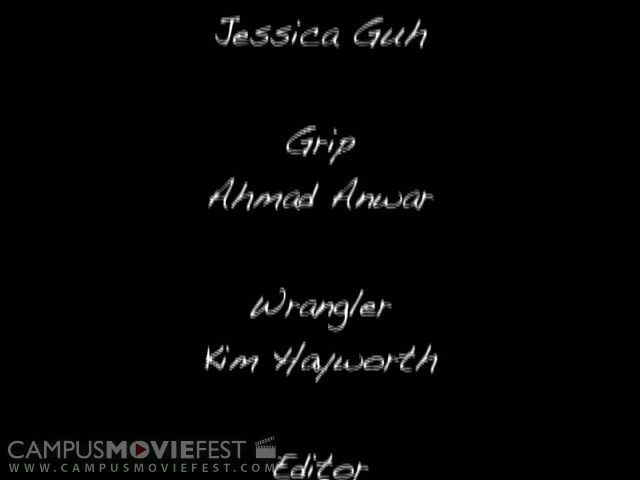 Jessica Guh
Grip
Ahmad Anwar
Wrangler
Kim Hayworth
Editor
CAMPUSMOVIEFEST
WWW.CAMPUSMOVIEFEST.COM